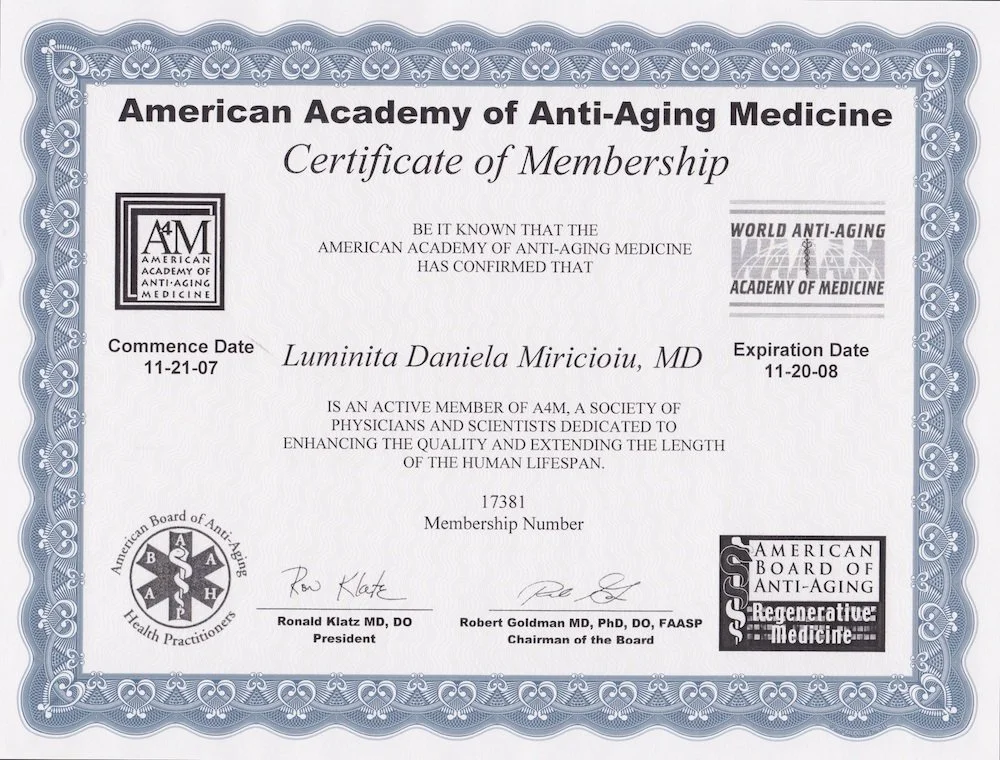 American Academy of Anti-Aging Medicine
Certificate of Membership
A4M
AMERICAN
ACADEMY OF
ANTI-AGING
MEDICINE
BE IT KNOWN THAT THE
AMERICAN ACADEMY OF ANTI-AGING MEDICINE
HAS CONFIRMED THAT
WORLD ANTI-AGING
ACADEMY OF MEDICINE
Commence Date
11-21-07
Luminita Daniela Miricioiu, MD
Expiration Date
11-20-08
IS AN ACTIVE MEMBER OF A4M, A SOCIETY OF
PHYSICIANS AND SCIENTISTS DEDICATED TO
ENHANCING THE QUALITY AND EXTENDING THE LENGTH
OF THE HUMAN LIFESPAN.
17381
Membership Number
American Board of Anti-Aging
Health Practitioners
A B A A H P
Ron Klatz
Ronald Klatz MD, DO
President
Robert Goldman MD, PhD, DO, FAASP
Chairman of the Board
AMERICAN
BOARD OF
ANTI-AGING
Regenerative
Medicine